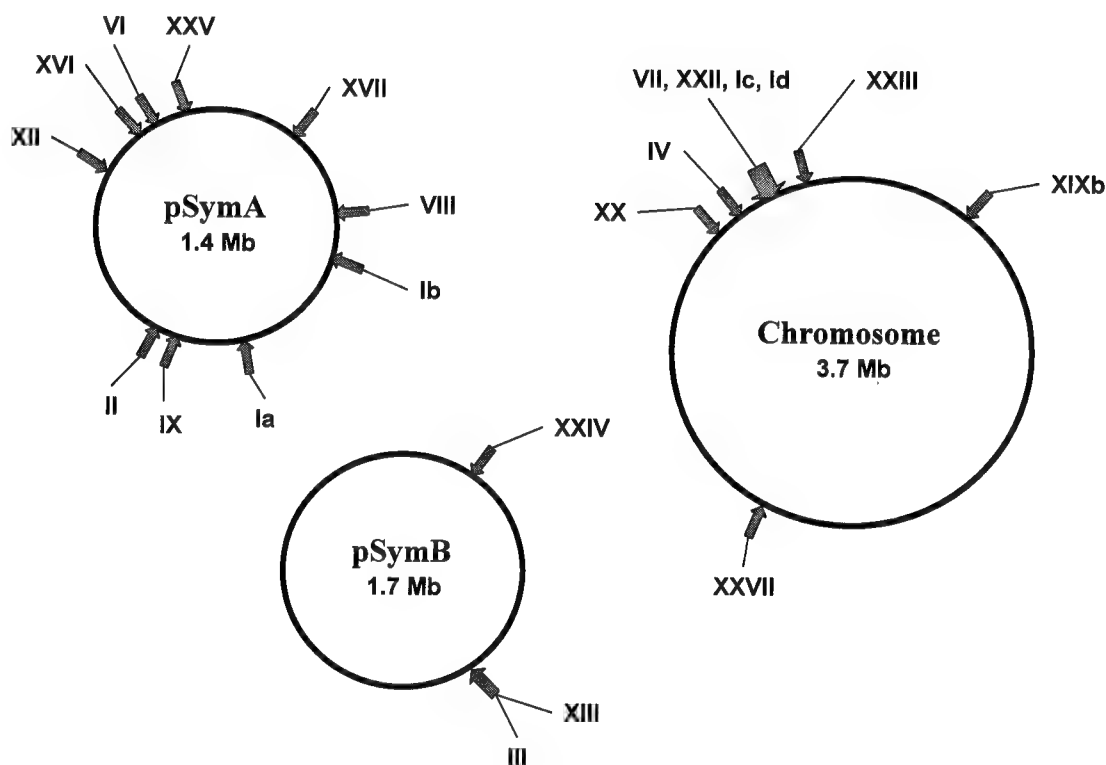 VI
XXV
XVI
XVII
XII
pSymA
1.4 Mb
VIII
Ib
II
IX
Ia
VII, XXII, Ic, Id
XXIII
IV
XX
XIXb
Chromosome
3.7 Mb
XXVII
XXIV
pSymB
1.7 Mb
XIII
III